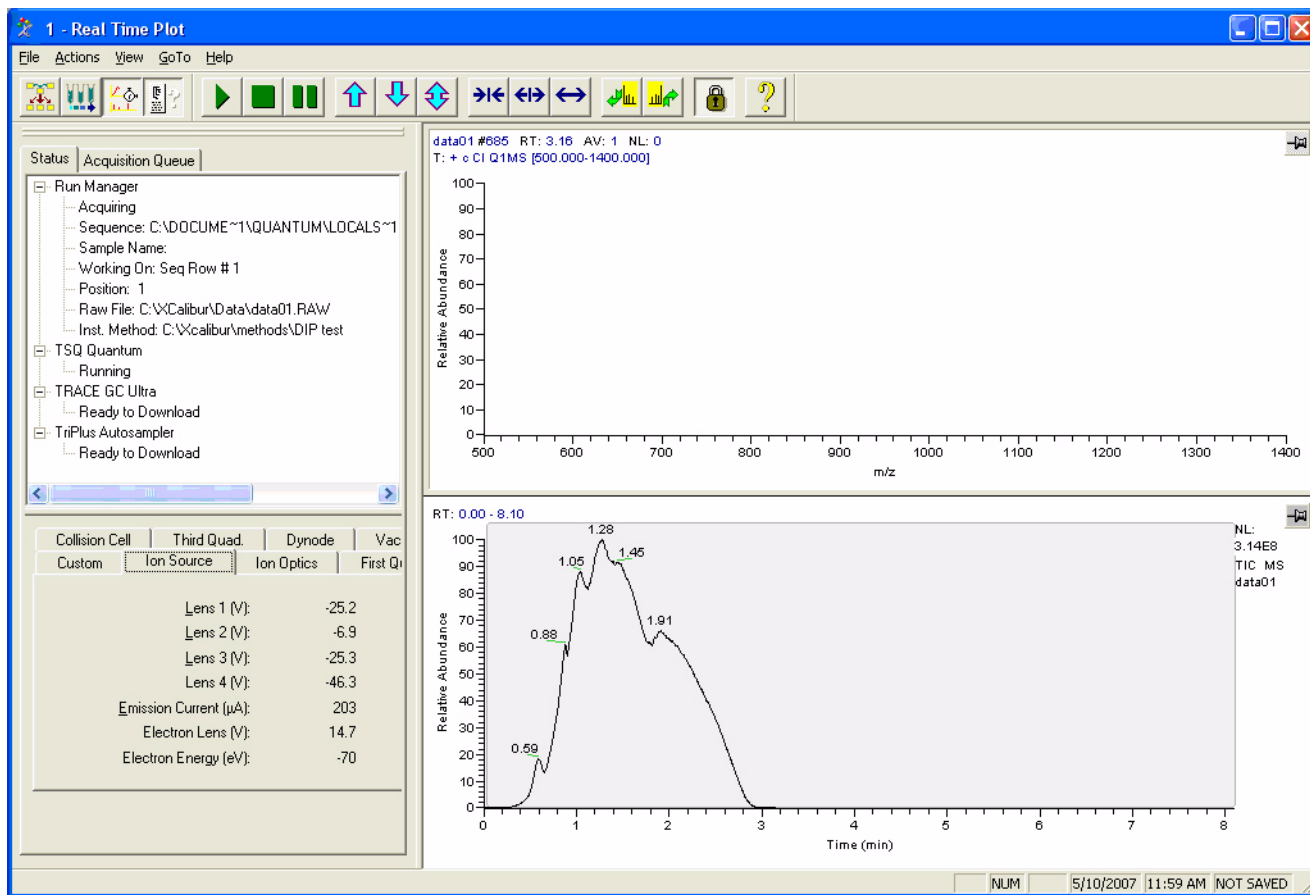 1 - Real Time Plot
File Actions View GoTo Help
Status Acquisition Queue
Run Manager
Acquiring
Sequence: C:\DOCUME~1\QUANTUM\LOCALS~1
Sample Name:
Working On: Seq Row # 1
Position: 1
Raw File: C:\XCalibur\Data\data01.RAW
Inst. Method: C:\Xcalibur\methods\DIP test
TSQ Quantum
Running
TRACE GC Ultra
Ready to Download
TriPlus Autosampler
Ready to Download
Collision Cell Third Quad. Dynode Vac
Custom Ion Source Ion Optics First Qu
Lens 1 (V): -25.2
Lens 2 (V): -6.9
Lens 3 (V): -25.3
Lens 4 (V): -46.3
Emission Current (µA): 203
Electron Lens (V): 14.7
Electron Energy (eV): -70
data01 #685 RT: 3.16 AV: 1 NL: 0
T: + c CI Q1MS [500.000-1400.000]
100
90
80
70
60
50
40
30
20
10
0
Relative Abundance
500 600 700 800 900 1000 1100 1200 1300 1400
m/z
RT: 0.00 - 8.10
NL:
3.14E8
TIC MS
data01
1.28
1.05
1.45
0.88
1.91
0.59
100
90
80
70
60
50
40
30
20
10
0
Relative Abundance
0 1 2 3 4 5 6 7 8
Time (min)
NUM 5/10/2007 11:59 AM NOT SAVED